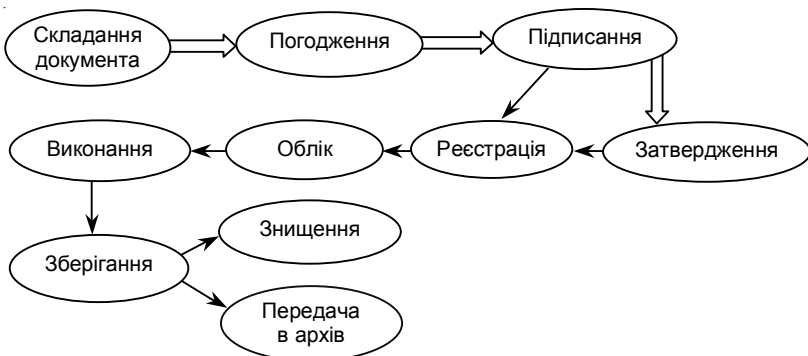 Складання
документа
Погодження
Підписання
Виконання
Облік
Реєстрація
Затвердження
Зберігання
Знищення
Передача
в архів